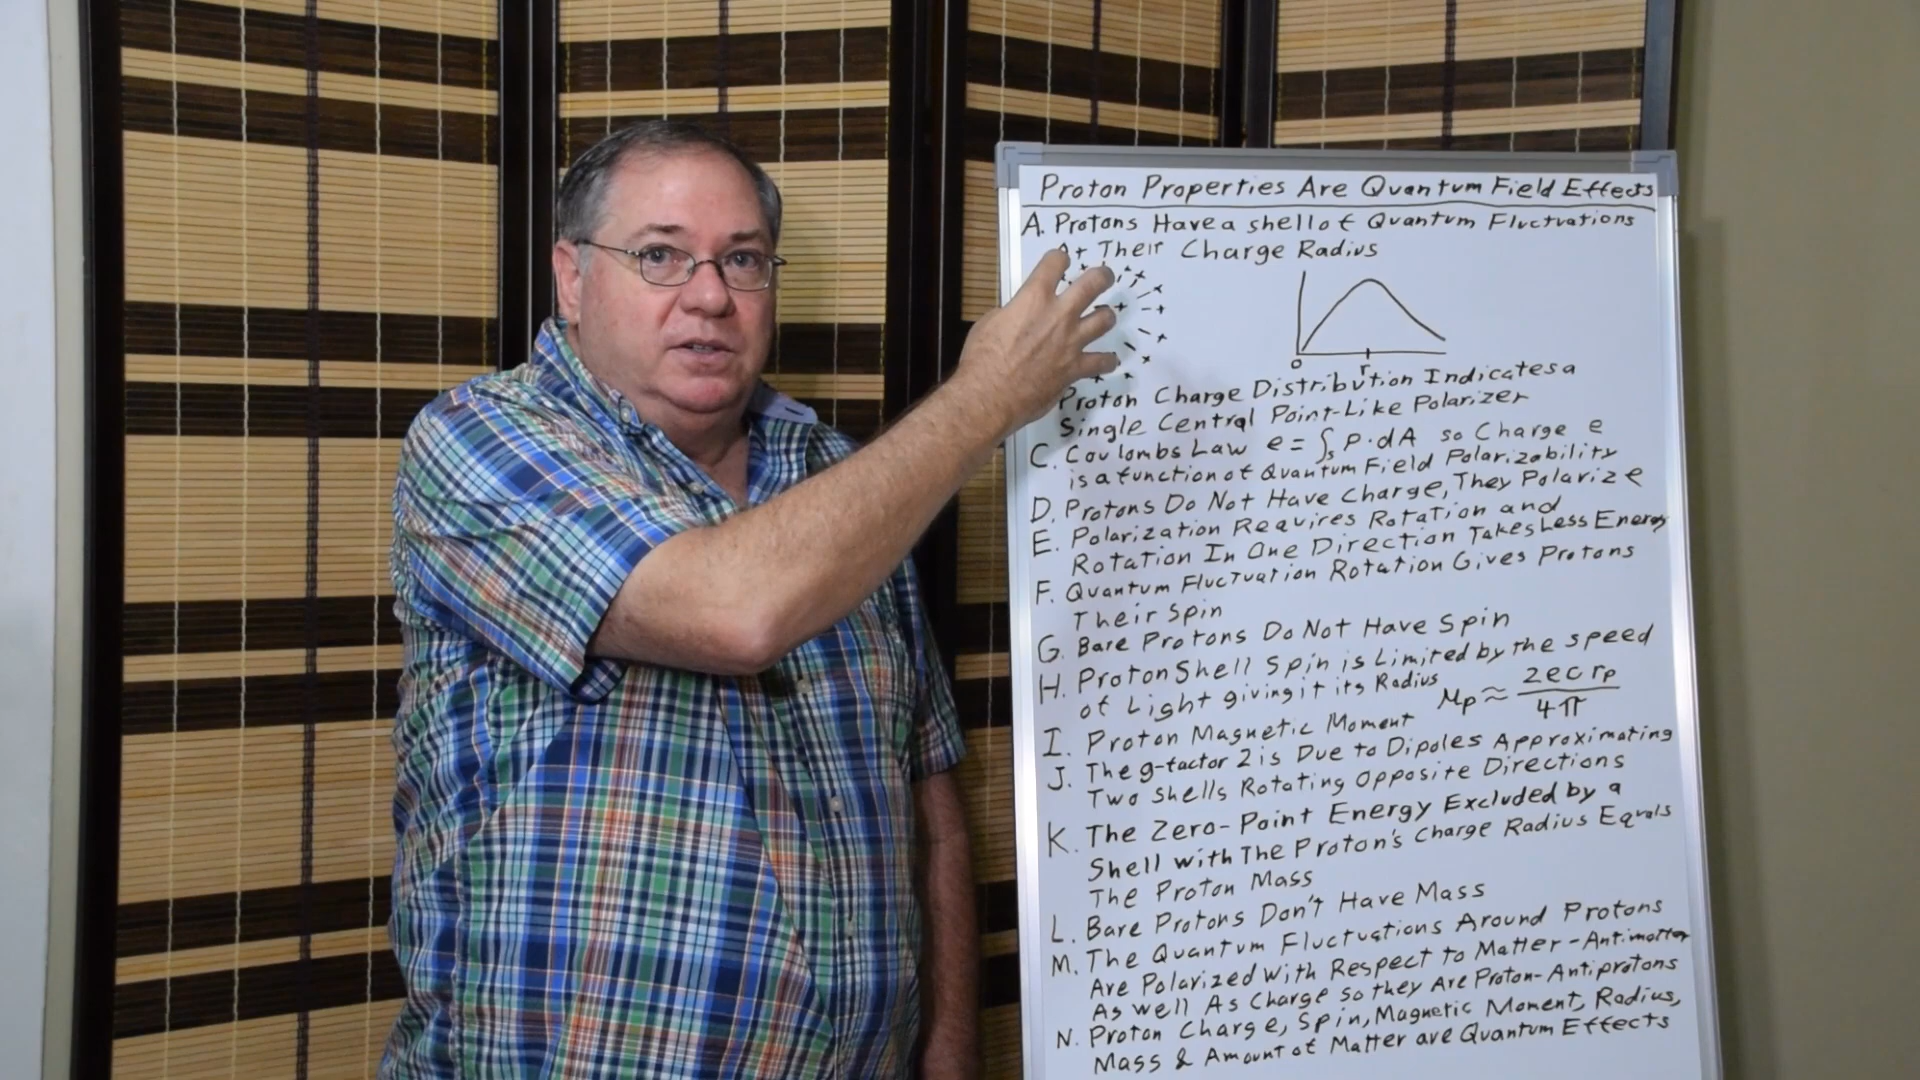 Proton Properties Are Quantum Field Effects
A. Protons Have a shell of Quantum Fluctuations
At Their Charge Radius
0 r
Proton Charge Distribution Indicates a
Single Central Point-Like Polarizer
C. Coulombs Law e = ∫s P·dA so Charge e
is a function of Quantum Field Polarizability
D. Protons Do Not Have Charge, They Polarize
E. Polarization Requires Rotation and
Rotation In One Direction Takes Less Energy
F. Quantum Fluctuation Rotation Gives Protons
Their Spin
G. Bare Protons Do Not Have Spin
H. Proton Shell Spin is Limited by the speed
of Light giving it its Radius
I. Proton Magnetic Moment μp ≈ 2ecrp / 4π
J. The g-factor 2 is Due to Dipoles Approximating
Two Shells Rotating Opposite Directions
K. The Zero-Point Energy Excluded by a
Shell with The Proton's Charge Radius Equals
The Proton Mass
L. Bare Protons Don't Have Mass
M. The Quantum Fluctuations Around Protons
Are Polarized with Respect to Matter-Antimatter
As well As Charge so they Are Proton-Antiprotons
N. Proton Charge, Spin, Magnetic Moment, Radius,
Mass & Amount of Matter are Quantum Effects